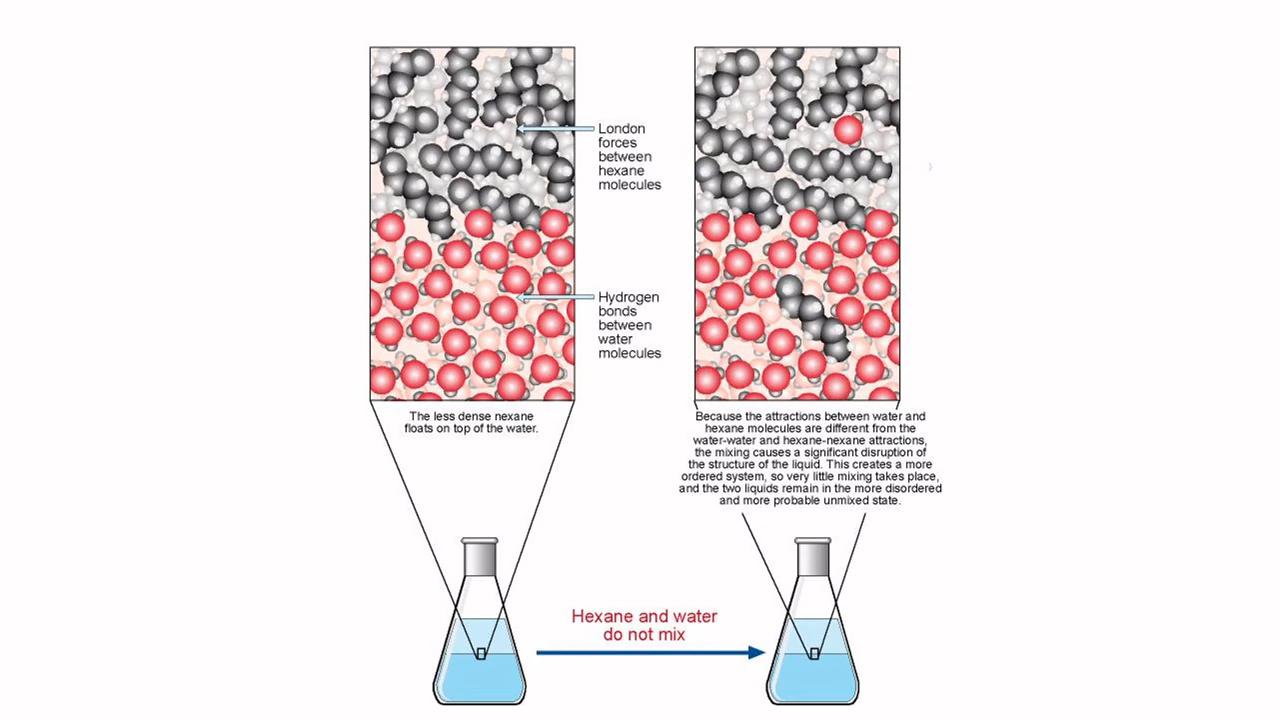 London
forces
between
hexane
molecules
Hydrogen
bonds
between
water
molecules
The less dense nexane
floats on top of the water.
Because the attractions between water and
hexane molecules are different from the
water-water and hexane-nexane attractions,
the mixing causes a significant disruption of
the structure of the liquid. This creates a more
ordered system, so very little mixing takes place,
and the two liquids remain in the more disordered
and more probable unmixed state.
Hexane and water
do not mix